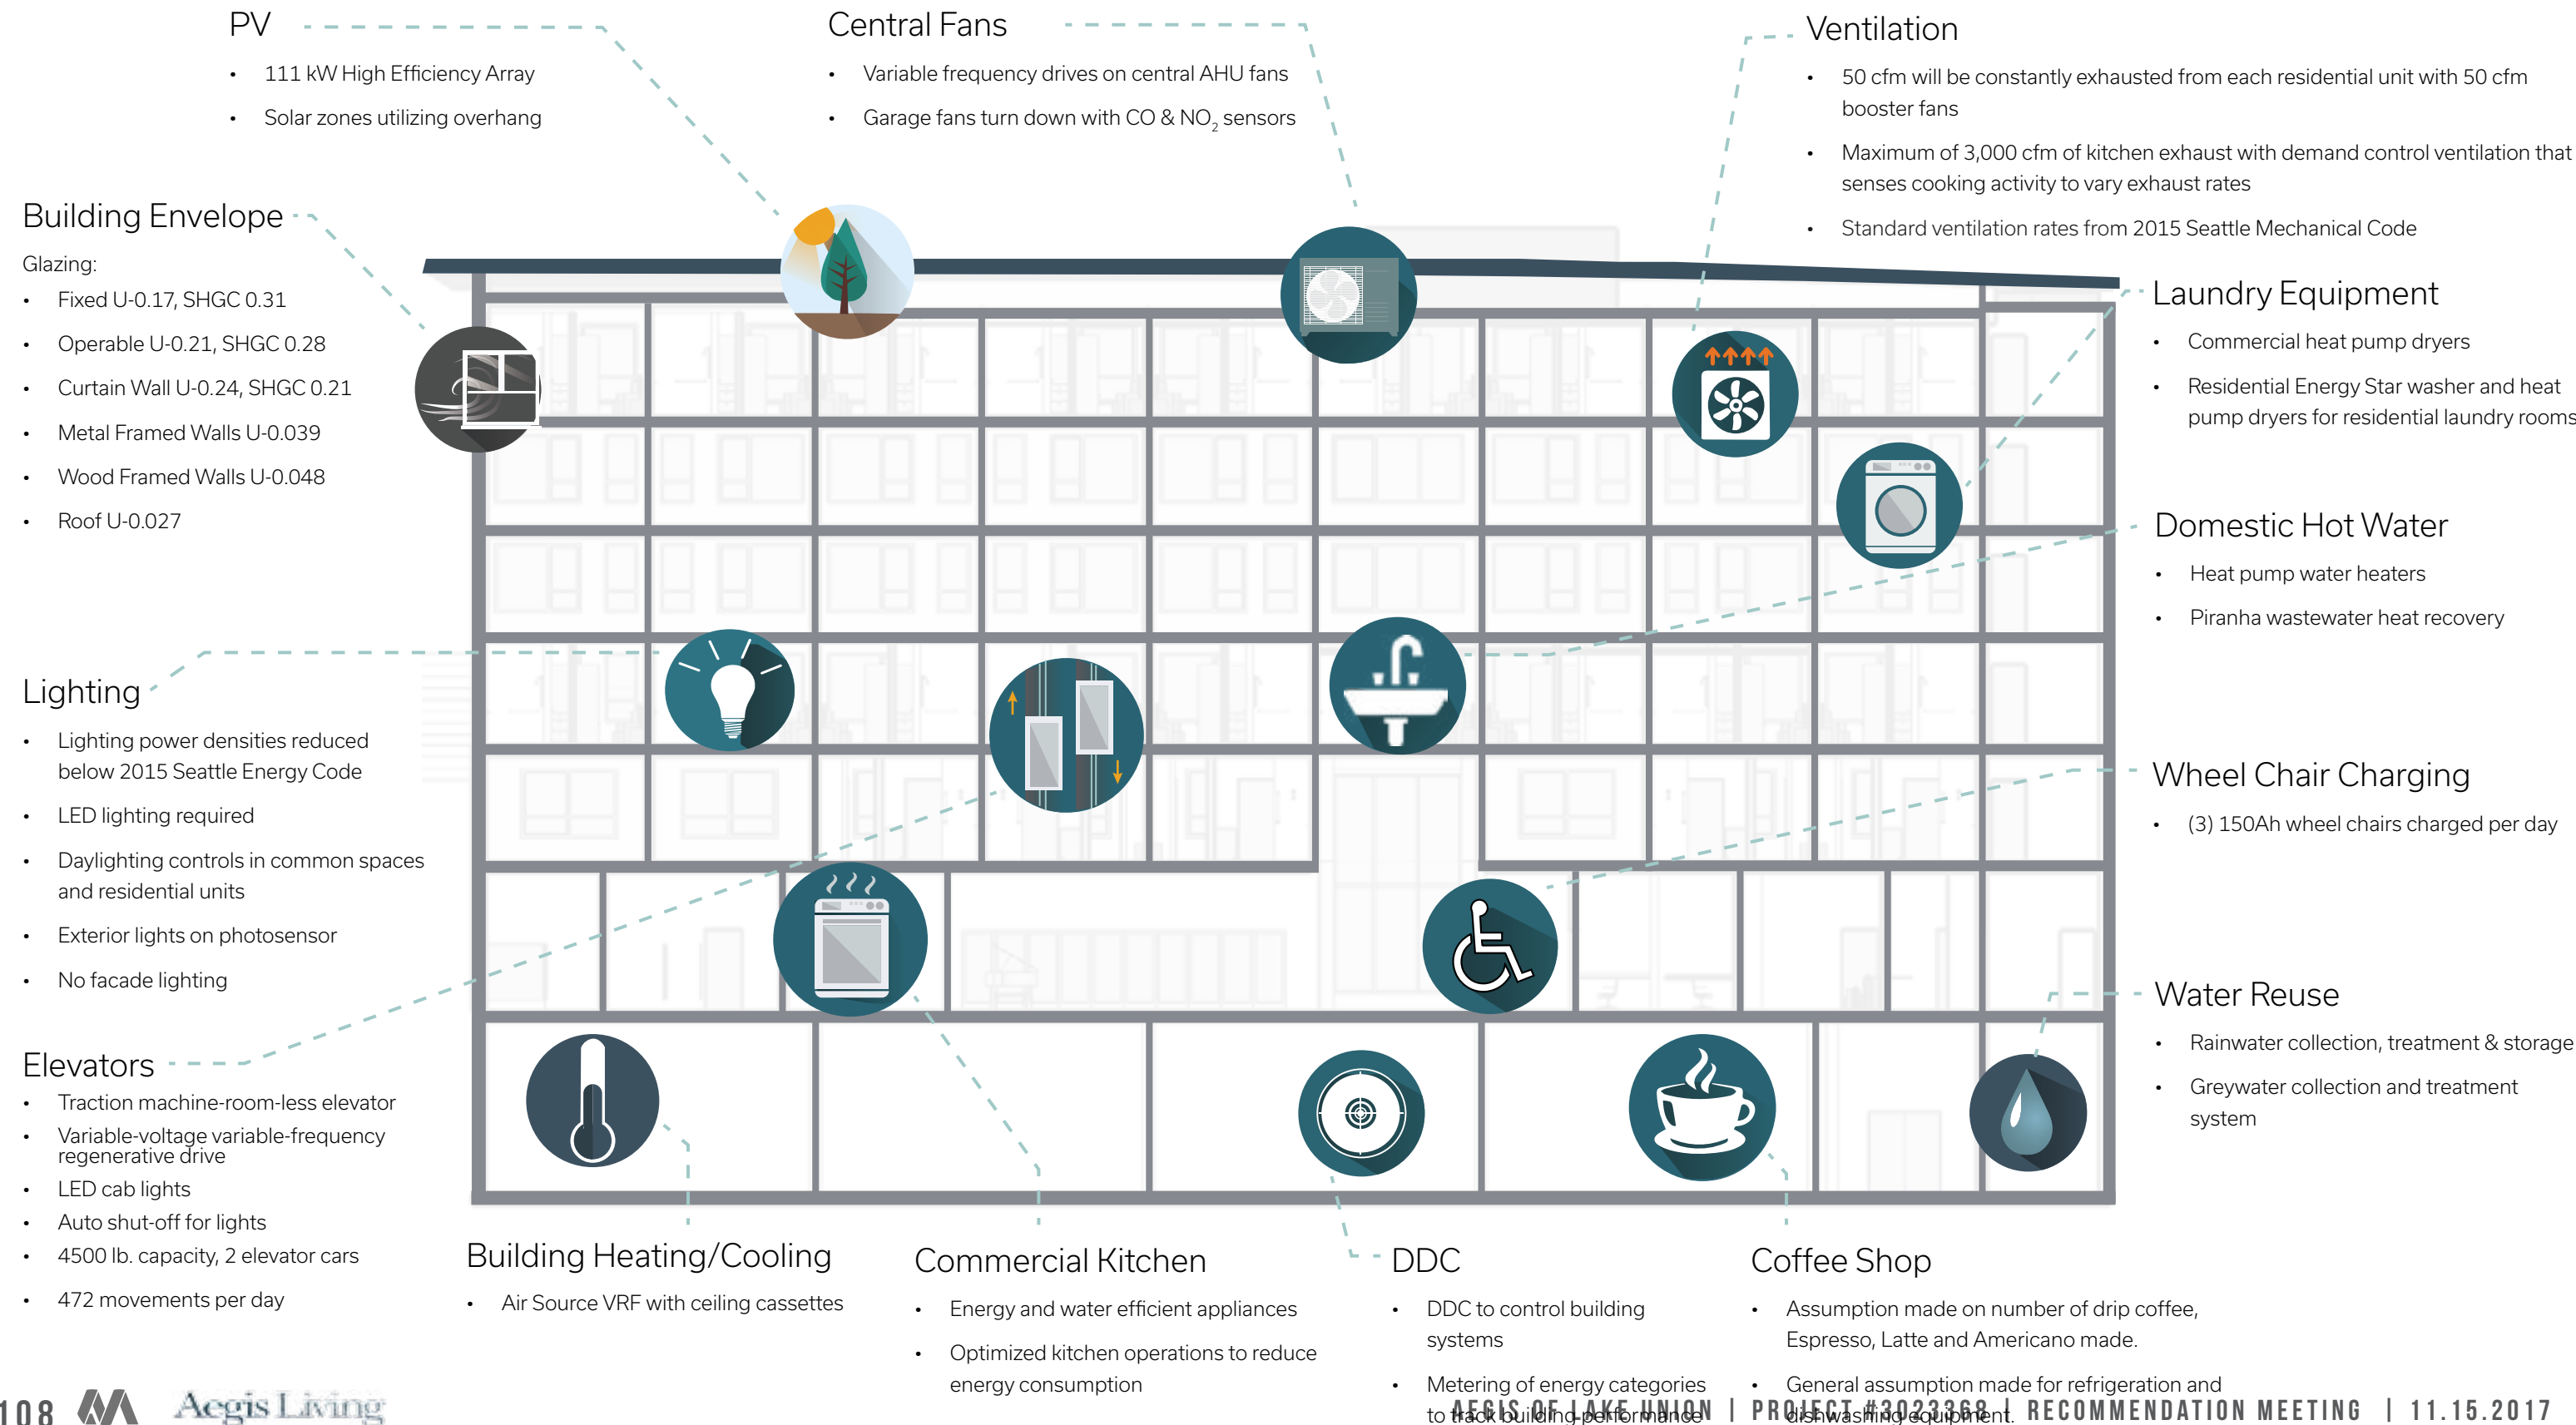 PV
• 111 kW High Efficiency Array
• Solar zones utilizing overhang
Central Fans
• Variable frequency drives on central AHU fans
• Garage fans turn down with CO & NO2 sensors
Ventilation
• 50 cfm will be constantly exhausted from each residential unit with 50 cfm
booster fans
• Maximum of 3,000 cfm of kitchen exhaust with demand control ventilation that
senses cooking activity to vary exhaust rates
• Standard ventilation rates from 2015 Seattle Mechanical Code
Building Envelope
Glazing:
• Fixed U-0.17, SHGC 0.31
• Operable U-0.21, SHGC 0.28
• Curtain Wall U-0.24, SHGC 0.21
• Metal Framed Walls U-0.039
• Wood Framed Walls U-0.048
• Roof U-0.027
Laundry Equipment
• Commercial heat pump dryers
• Residential Energy Star washer and heat
pump dryers for residential laundry rooms
Domestic Hot Water
• Heat pump water heaters
• Piranha wastewater heat recovery
Lighting
• Lighting power densities reduced
below 2015 Seattle Energy Code
• LED lighting required
• Daylighting controls in common spaces
and residential units
• Exterior lights on photosensor
• No facade lighting
Wheel Chair Charging
• (3) 150Ah wheel chairs charged per day
Water Reuse
• Rainwater collection, treatment & storage
• Greywater collection and treatment
system
Elevators
• Traction machine-room-less elevator
• Variable-voltage variable-frequency
regenerative drive
• LED cab lights
• Auto shut-off for lights
• 4500 lb. capacity, 2 elevator cars
• 472 movements per day
Building Heating/Cooling
• Air Source VRF with ceiling cassettes
Commercial Kitchen
• Energy and water efficient appliances
• Optimized kitchen operations to reduce
energy consumption
DDC
• DDC to control building
systems
• Metering of energy categories
to track building performance
Coffee Shop
• Assumption made on number of drip coffee,
Espresso, Latte and Americano made.
• General assumption made for refrigeration and
dishwashing equipment.
108
Aegis Living
AEGIS OF LAKE UNION | PROJECT #3023368 | RECOMMENDATION MEETING | 11.15.2017